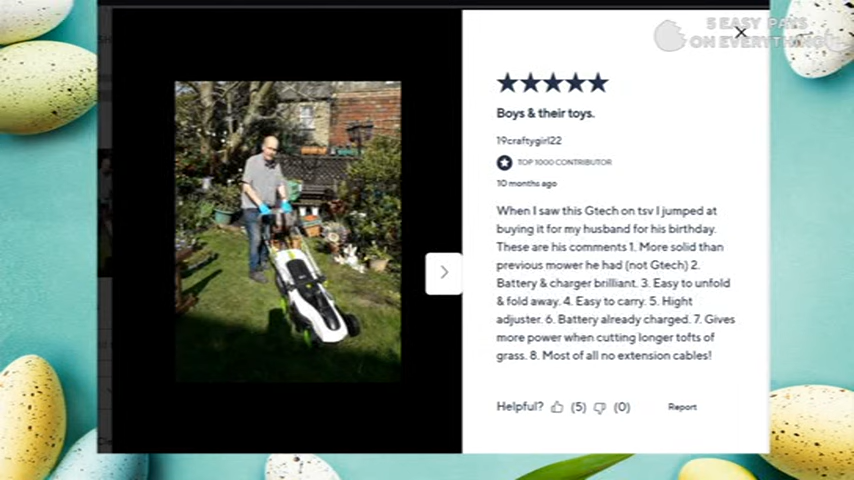 5 EASY PAYS
ON EVERYTHING
Boys & their toys.
19craftygirl22
TOP 1000 CONTRIBUTOR
10 months ago
When I saw this Gtech on tsv I jumped at
buying it for my husband for his birthday.
These are his comments 1. More solid than
previous mower he had (not Gtech) 2.
Battery & charger brilliant. 3. Easy to unfold
& fold away. 4. Easy to carry. 5. Hight
adjuster. 6. Battery already charged. 7. Gives
more power when cutting longer tofts of
grass. 8. Most of all no extension cables!
Helpful? (5) (0) Report